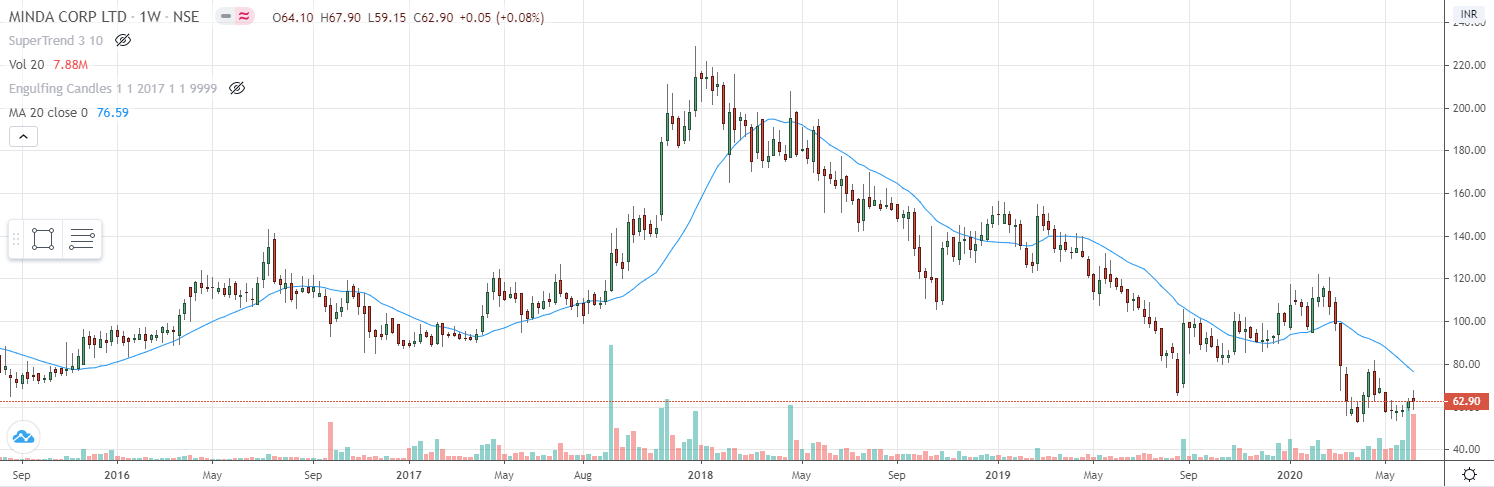 MINDA CORP LTD · 1W · NSE O64.10 H67.90 L59.15 C62.90 +0.05 (+0.08%)
SuperTrend 3 10
Vol 20 7.88M
Engulfing Candles 1 1 2017 1 1 9999
MA 20 close 0 76.59
INR
240.00
220.00
200.00
180.00
160.00
140.00
120.00
100.00
80.00
62.90
40.00
Sep 2016 May Sep 2017 May Aug 2018 May Sep 2019 May Sep 2020 May